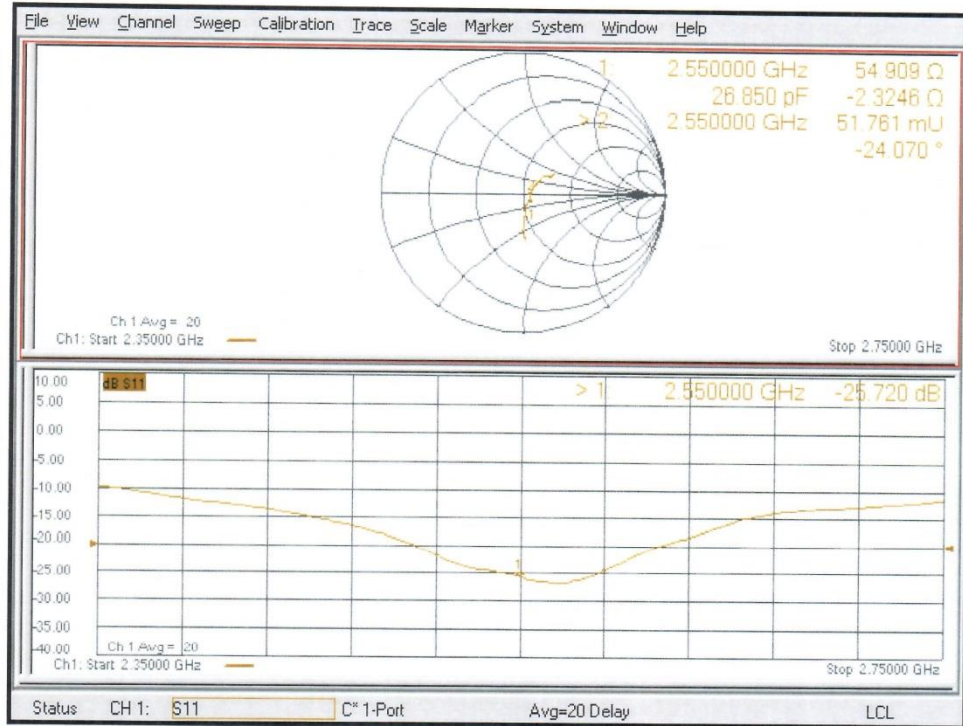 File View Channel Sweep Calibration Trace Scale Marker System Window Help
1: 2.550000 GHz 54.909 Ω
26.850 pF -2.3246 Ω
> 2: 2.550000 GHz 51.761 mU
-24.070 °
1
Ch 1 Avg = 20
Ch1: Start 2.35000 GHz
Stop 2.75000 GHz
10.00 dB S11 > 1: 2.550000 GHz -25.720 dB
5.00
0.00
-5.00
-10.00
-15.00
-20.00
-25.00 1
-30.00
-35.00
-40.00 Ch 1 Avg = 20
Ch1: Start 2.35000 GHz
Stop 2.75000 GHz
Status CH 1: S11 C* 1-Port Avg=20 Delay LCL